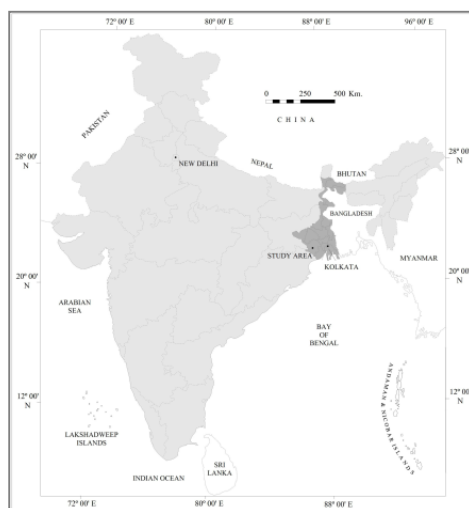 72° 00' E
80° 00' E
88° 00' E
96° 00' E
0
250
500 Km.
C H I N A
PAKISTAN
28° 00'
N
28° 00'
N
NEW DELHI
NEPAL
BHUTAN
BANGLADESH
STUDY AREA
KOLKATA
MYANMAR
20° 00'
N
20° 00'
N
ARABIAN
SEA
BAY
OF
BENGAL
12° 00'
N
12° 00'
N
ANDAMAN & NICOBAR ISLANDS
LAKSHADWEEP
ISLANDS
SRI
LANKA
INDIAN OCEAN
72° 00' E
80° 00' E
88° 00' E